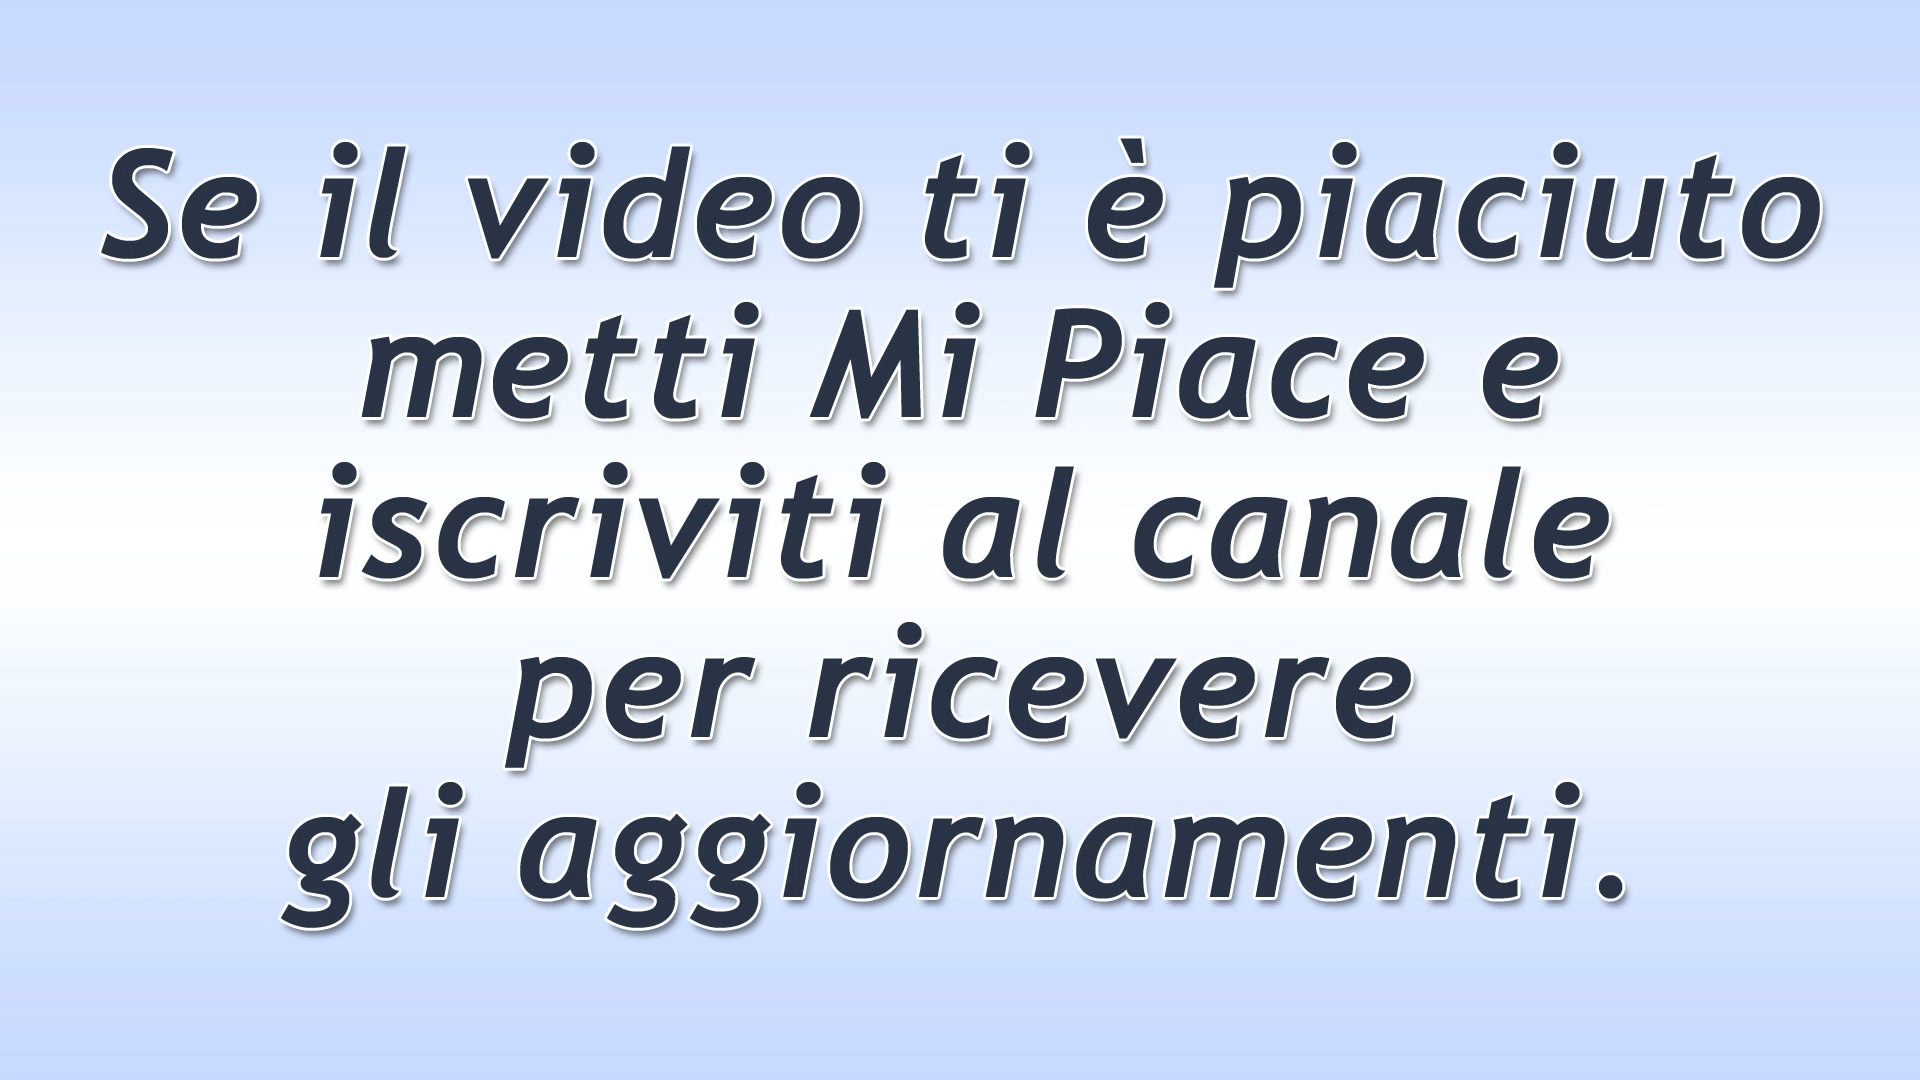 Se il video ti è piaciuto
metti Mi Piace e
iscriviti al canale
per ricevere
gli aggiornamenti.